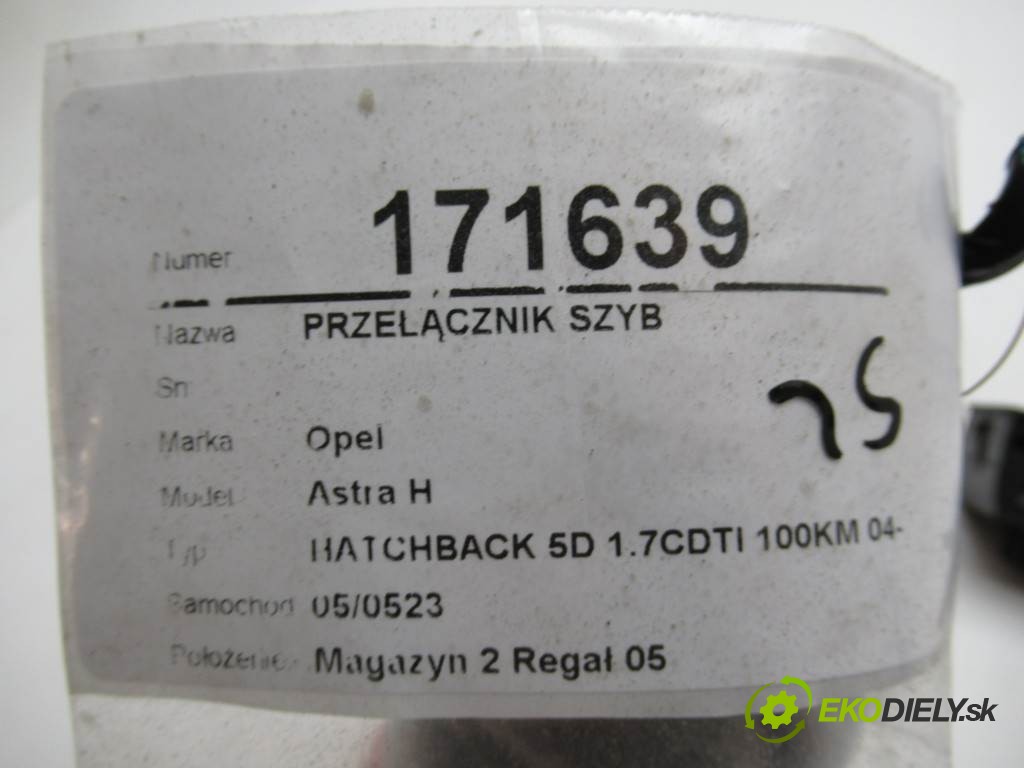 Numer 171639
Nazwa PRZEŁĄCZNIK SZYB
Sn
Marka Opel
Model Astra H
Typ HATCHBACK 5D 1.7CDTI 100KM 04-
Samochod 05/0523
Położenie Magazyn 2 Regał 05
EKODIELY.sk